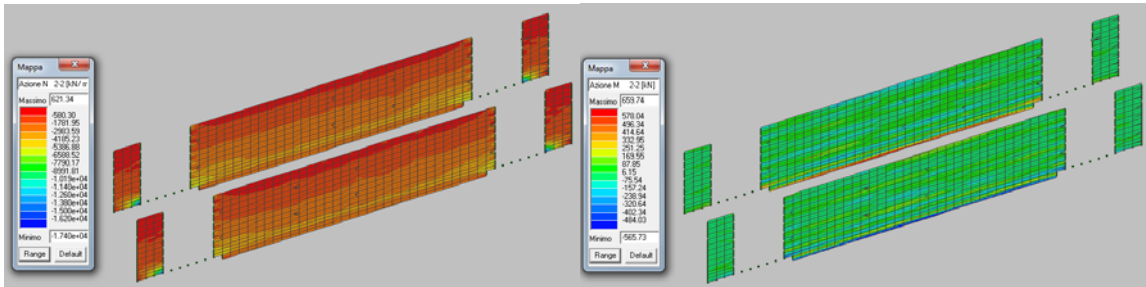 Mappa
Azione N 2-2 [kN/ m
Massimo 621.34
-580.30
-1781.95
-2983.59
-4185.23
-5386.88
-6588.52
-7790.17
-8991.81
-1.019e+04
-1.140e+04
-1.260e+04
-1.380e+04
-1.500e+04
-1.620e+04
Minimo -1.740e+04
Range Default
Mappa
Azione M 2-2 [kN]
Massimo 659.74
578.04
496.34
414.64
332.95
251.25
169.55
87.85
6.15
-75.54
-157.24
-238.94
-320.64
-402.34
-484.03
Minimo -565.73
Range Default